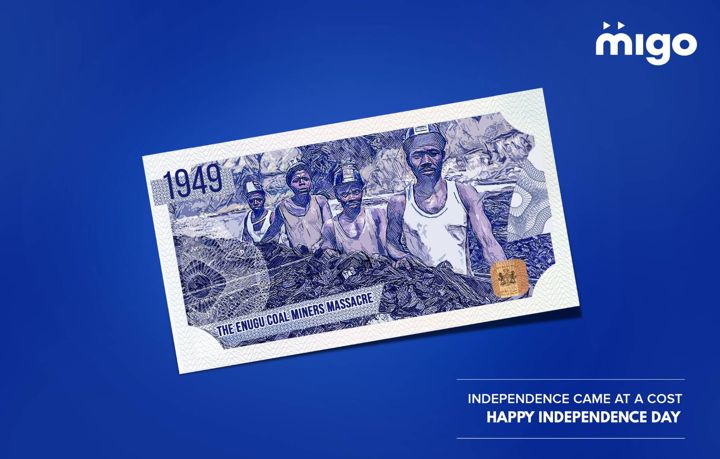 migo
1949
THE ENUGU COAL MINERS MASSACRE
INDEPENDENCE CAME AT A COST
HAPPY INDEPENDENCE DAY